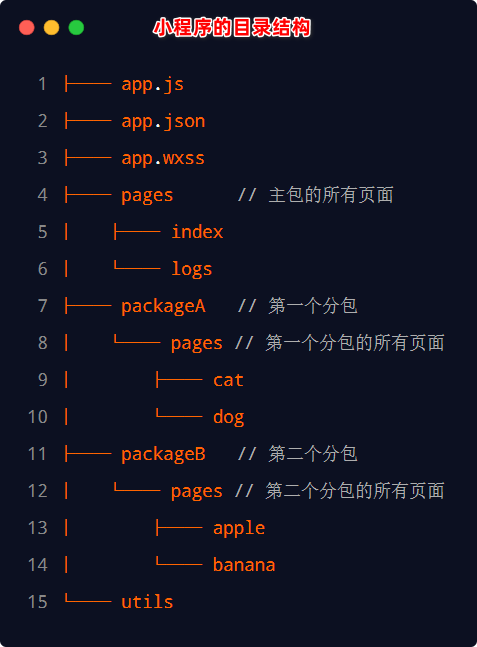 小程序的目录结构
1 ├── app.js
2 ├── app.json
3 ├── app.wxss
4 ├── pages // 主包的所有页面
5 │   ├── index
6 │   └── logs
7 ├── packageA // 第一个分包
8 │   └── pages // 第一个分包的所有页面
9 │       ├── cat
10 │       └── dog
11 ├── packageB // 第二个分包
12 │   └── pages // 第二个分包的所有页面
13 │       ├── apple
14 │       └── banana
15 └── utils